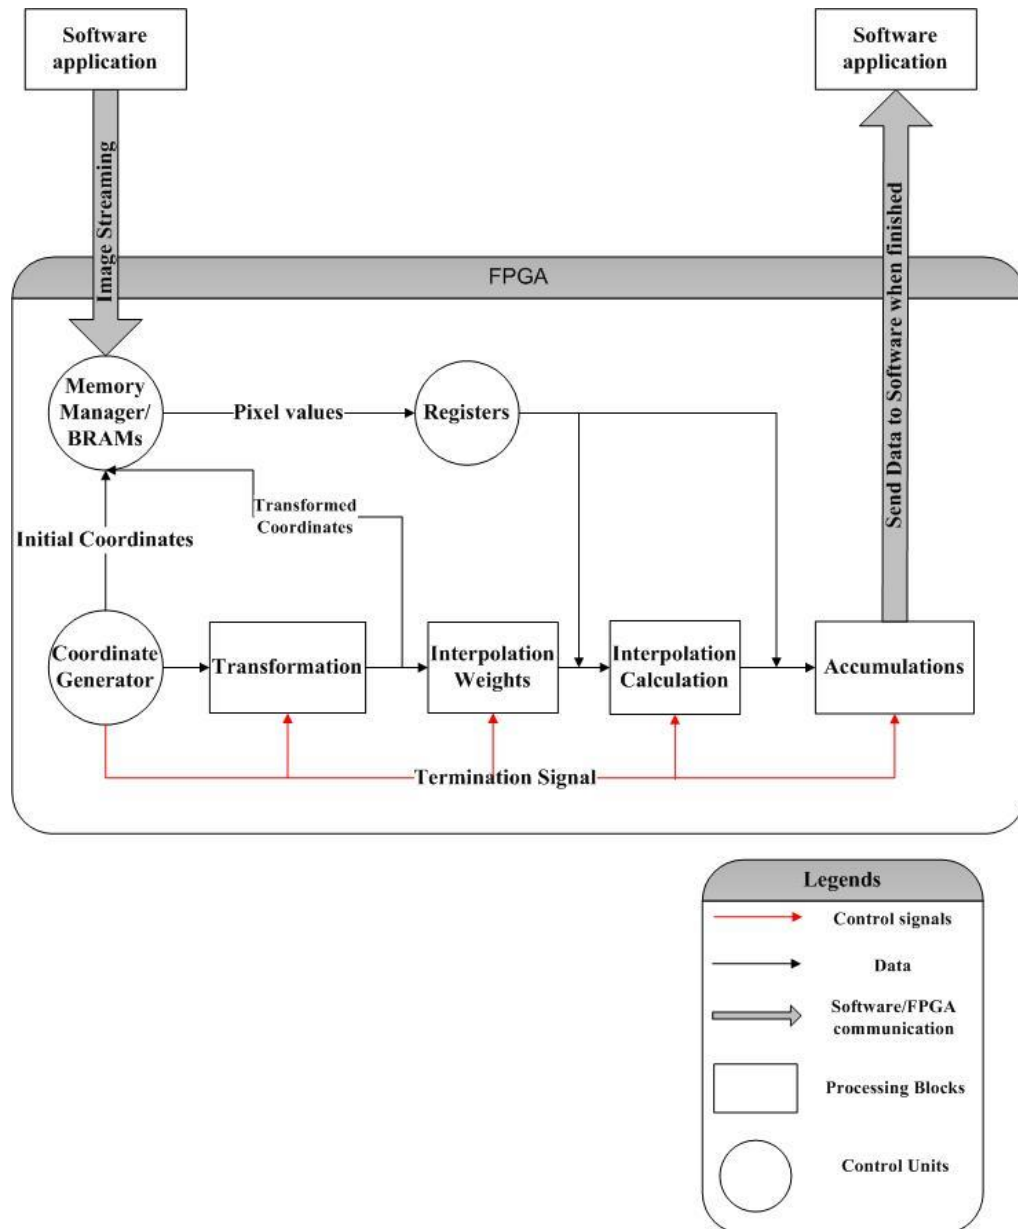 Software
application
Software
application
Image Streaming
Send Data to Software when finished
FPGA
Memory
Manager/
BRAMs
Pixel values
Registers
Transformed
Coordinates
Initial Coordinates
Coordinate
Generator
Transformation
Interpolation
Weights
Interpolation
Calculation
Accumulations
Termination Signal
Legends
Control signals
Data
Software/FPGA
communication
Processing Blocks
Control Units